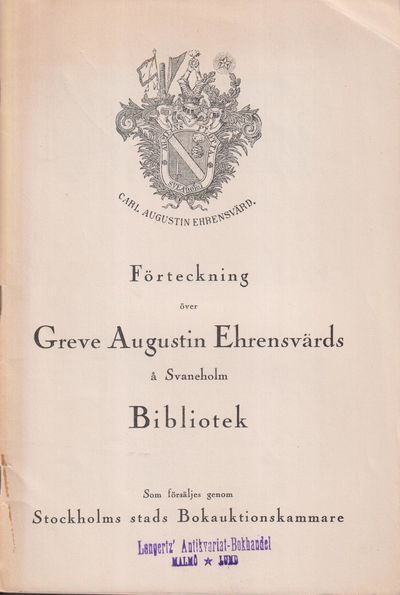 CARL AUGUSTIN EHRENSVÄRD.
Förteckning
över
Greve Augustin Ehrensvärds
å Svaneholm
Bibliotek
Som försäljes genom
Stockholms stads Bokauktionskammare
Lengertz' Antikvariat-Bokhandel
MALMÖ ★ LUND